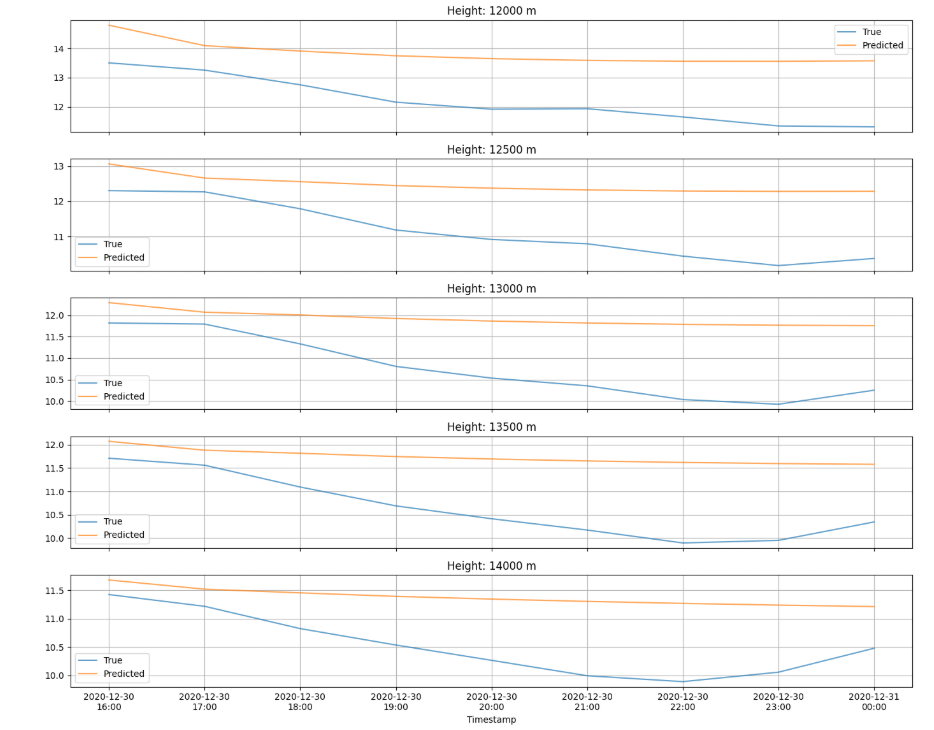 Height: 12000 m
14
13
12
True
Predicted
Height: 12500 m
13
12
11
True
Predicted
Height: 13000 m
12.0
11.5
11.0
10.5
10.0
True
Predicted
Height: 13500 m
12.0
11.5
11.0
10.5
10.0
True
Predicted
Height: 14000 m
11.5
11.0
10.5
10.0
True
Predicted
2020-12-30 2020-12-30 2020-12-30 2020-12-30 2020-12-30 2020-12-30 2020-12-30 2020-12-30 2020-12-31
16:00 17:00 18:00 19:00 20:00 21:00 22:00 23:00 00:00
Timestamp